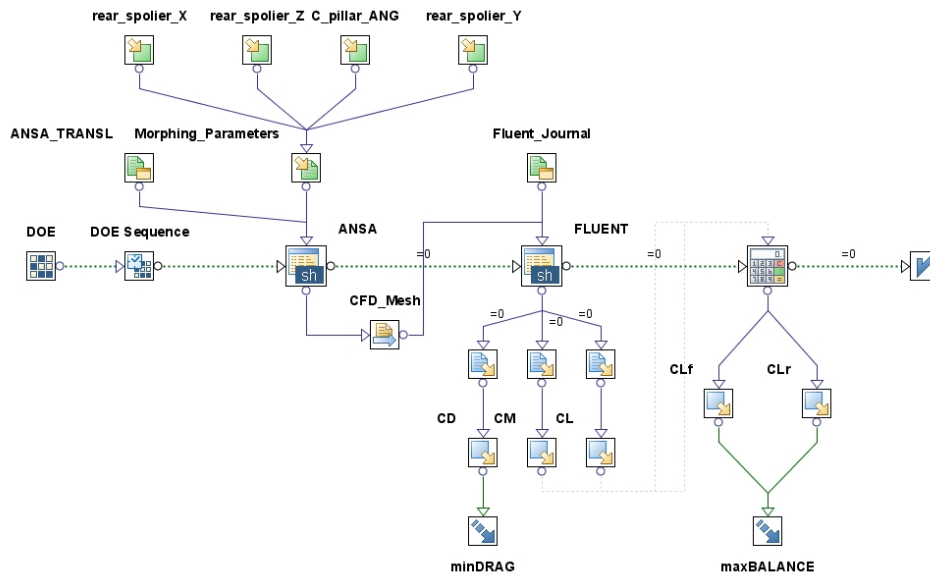 rear_spolier_X
rear_spolier_Z
C_pillar_ANG
rear_spolier_Y
ANSA_TRANSL
Morphing_Parameters
Fluent_Journal
DOE
DOE Sequence
ANSA
FLUENT
sh
=0
sh
=0
0.
=0
CFD_Mesh
=0
=0
=0
CLf
CLr
CD
CM
CL
minDRAG
maxBALANCE